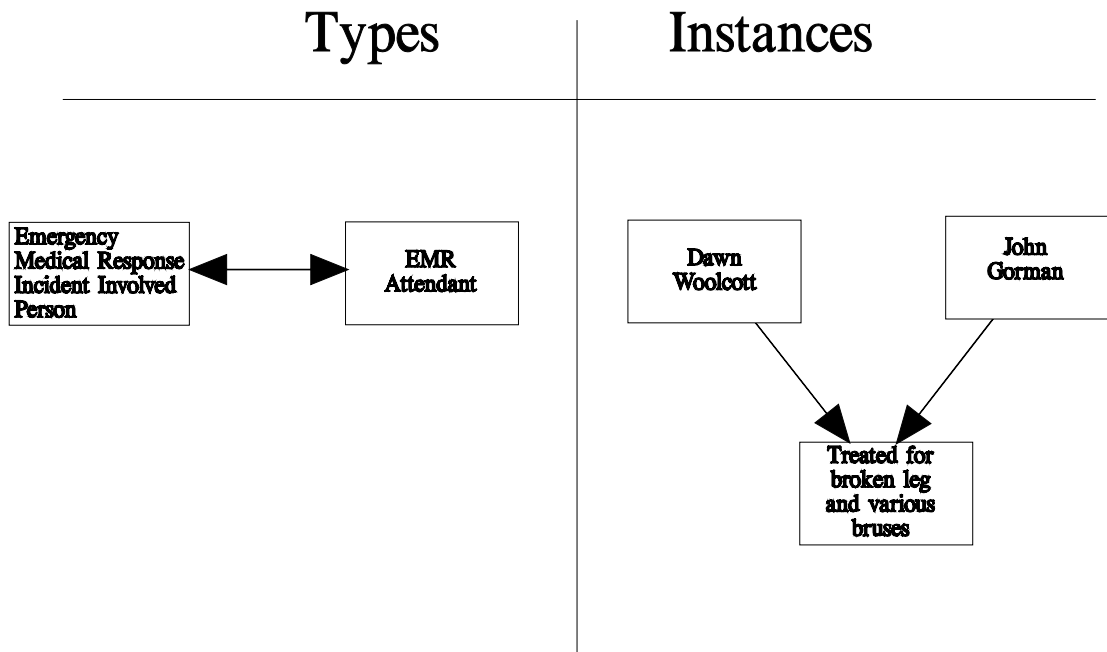 Types
Instances
Emergency
Medical Response
Incident Involved
Person
EMR
Attendant
Dawn
Woolcott
John
Gorman
Treated for
broken leg
and various
bruses